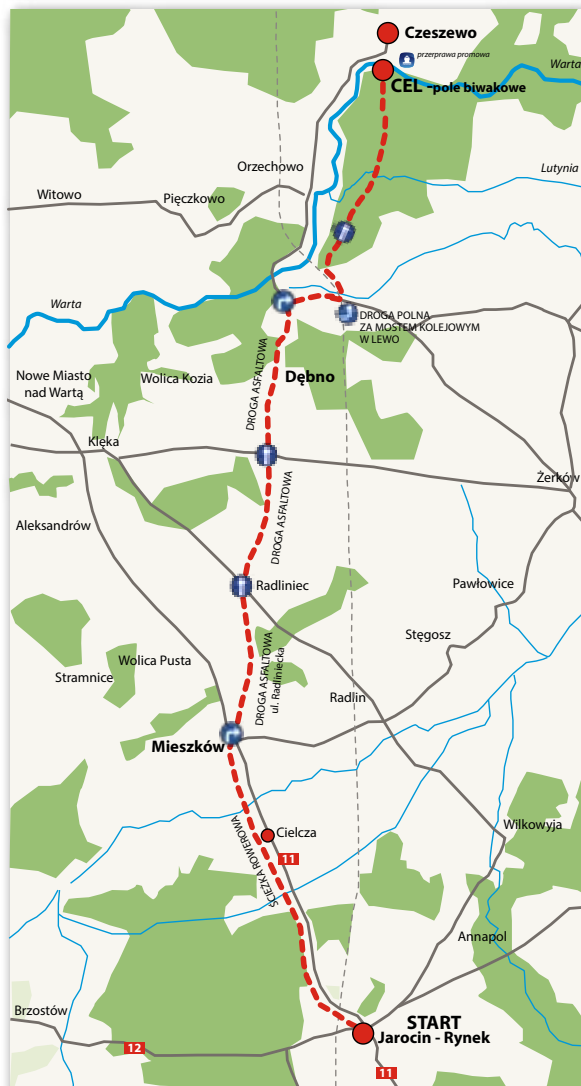 Czeszewo
przerpawa promowa
CEL -pole biwakowe
Warta
Orzechowo
Lutynia
Witowo
Pięczkowo
Warta
DROGA POLNA
ZA MOSTEM KOLEJOWYM
W LEWO
Nowe Miasto
nad Wartą
Wolica Kozia
DROGA ASFALTOWA
Dębno
Klęka
Żerków
Aleksandrów
DROGA ASFALTOWA
Radliniec
Pawłowice
Stęgosz
Wolica Pusta
Stramnice
DROGA ASFALTOWA
ul. Radliniecka
Radlin
Mieszków
Wilkowyja
Cielcza
11
ŚCIEŻKA ROWEROWA
Annapol
Brzostów
START
Jarocin - Rynek
12
11